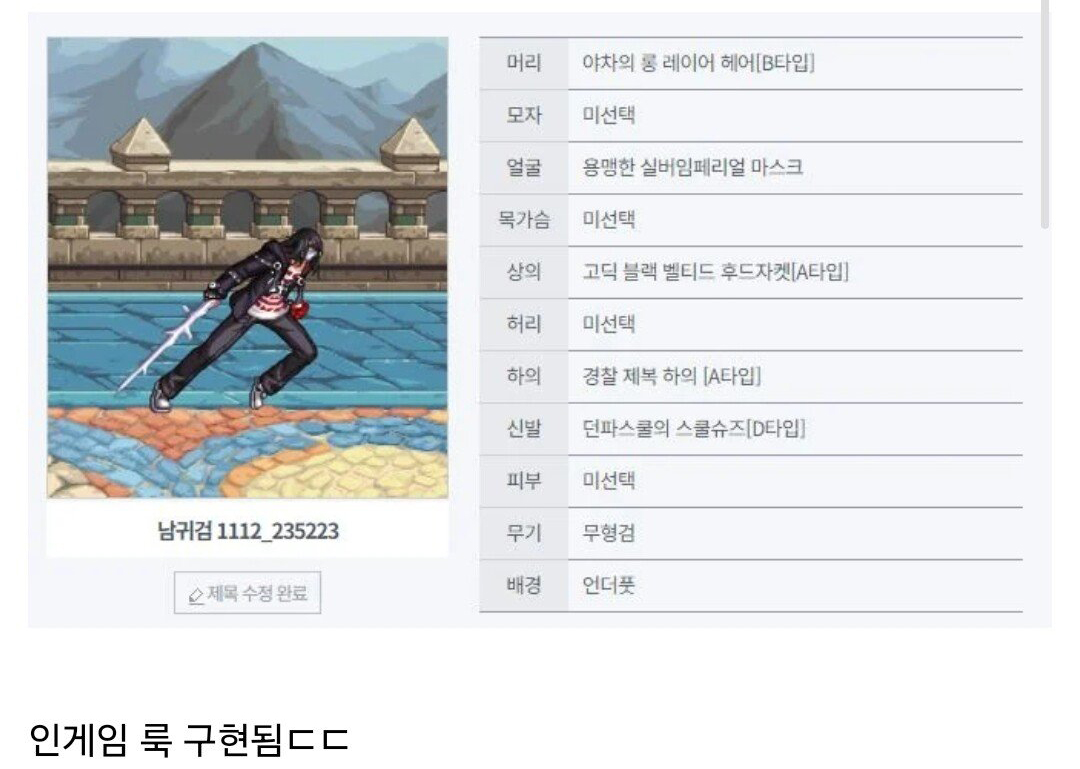 머리 야차의 롱 레이어 헤어[B타입]
모자 미선택
얼굴 용맹한 실버임페리얼 마스크
목가슴 미선택
상의 고딕 블랙 벨티드 후드자켓[A타입]
허리 미선택
하의 경찰 제복 하의 [A타입]
신발 던파스쿨의 스쿨슈즈[D타입]
피부 미선택
무기 무형검
배경 언더풋
남귀검 1112_235223
제목 수정 완료
인게임 룩 구현됨ㄷㄷ